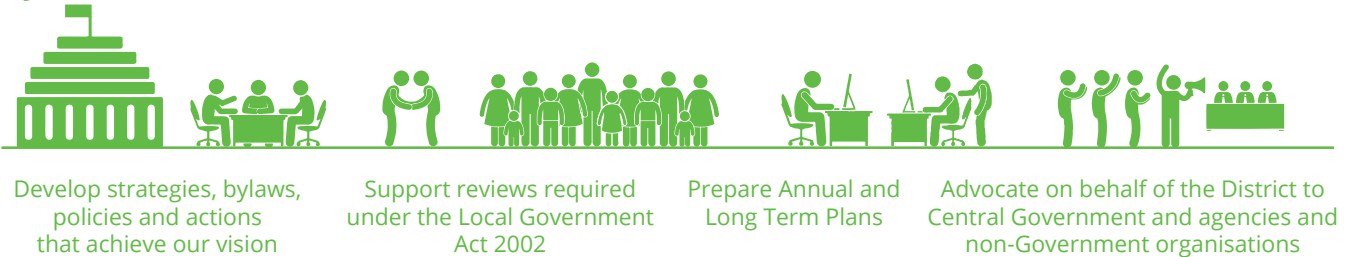 Develop strategies, bylaws,
policies and actions
that achieve our vision
Support reviews required
under the Local Government
Act 2002
Prepare Annual and
Long Term Plans
Advocate on behalf of the District to
Central Government and agencies and
non-Government organisations